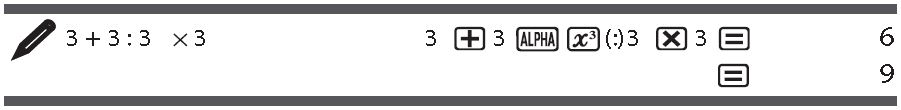 3 + 3 : 3 × 3 3 + 3 ALPHA x³ (:) 3 × 3 = 6
= 9